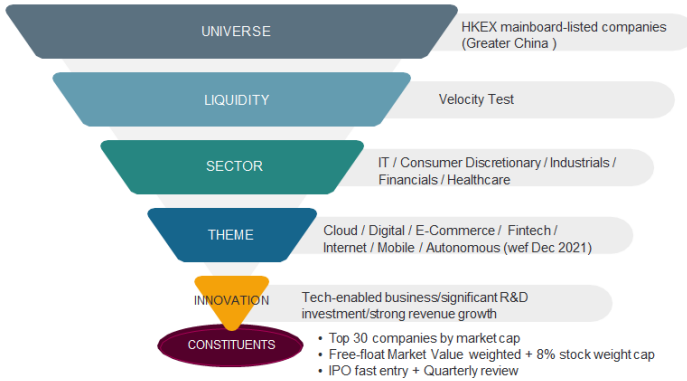 UNIVERSE
HKEX mainboard-listed companies
(Greater China )
LIQUIDITY
Velocity Test
SECTOR
IT / Consumer Discretionary / Industrials /
Financials / Healthcare
THEME
Cloud / Digital / E-Commerce / Fintech /
Internet / Mobile / Autonomous (wef Dec 2021)
INNOVATION
Tech-enabled business/significant R&D
investment/strong revenue growth
CONSTITUENTS
• Top 30 companies by market cap
• Free-float Market Value weighted + 8% stock weight cap
• IPO fast entry + Quarterly review